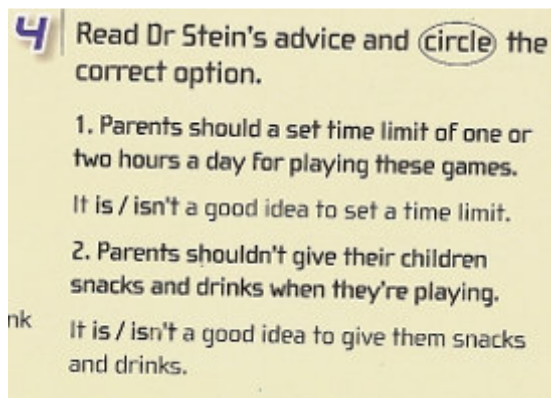 4 Read Dr Stein's advice and circle the
correct option.
1. Parents should a set time limit of one or
two hours a day for playing these games.
It is / isn't a good idea to set a time limit.
2. Parents shouldn't give their children
snacks and drinks when they're playing.
nk
It is / isn't a good idea to give them snacks
and drinks.